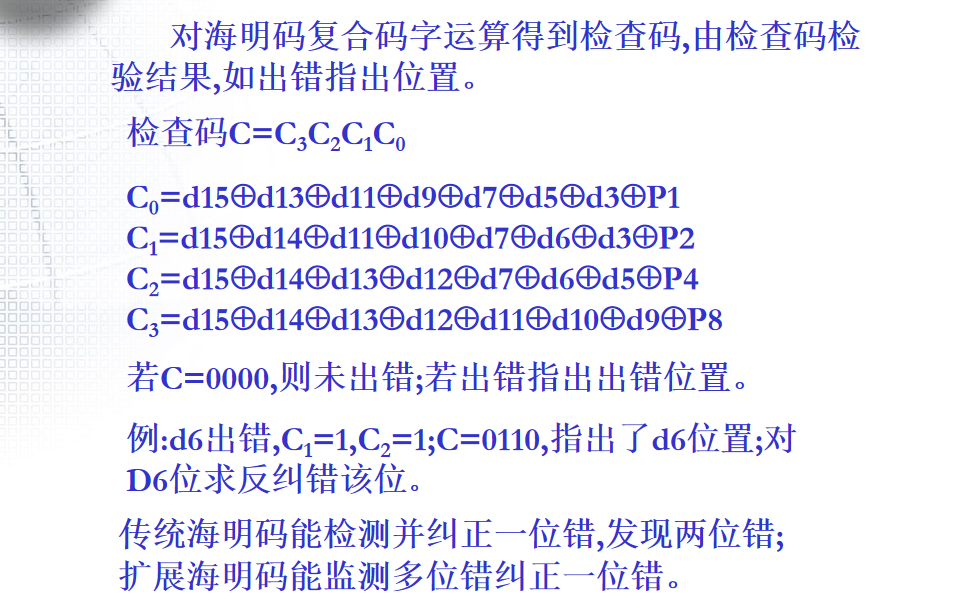 对海明码复合码字运算得到检查码,由检查码检
验结果,如出错指出位置。
检查码C=C₃C₂C₁C₀
C₀=d15⊕d13⊕d11⊕d9⊕d7⊕d5⊕d3⊕P1
C₁=d15⊕d14⊕d11⊕d10⊕d7⊕d6⊕d3⊕P2
C₂=d15⊕d14⊕d13⊕d12⊕d7⊕d6⊕d5⊕P4
C₃=d15⊕d14⊕d13⊕d12⊕d11⊕d10⊕d9⊕P8
若C=0000,则未出错;若出错指出出错位置。
例:d6出错,C₁=1,C₂=1;C=0110,指出了d6位置;对
D6位求反纠错该位。
传统海明码能检测并纠正一位错,发现两位错;
扩展海明码能监测多位错纠正一位错。